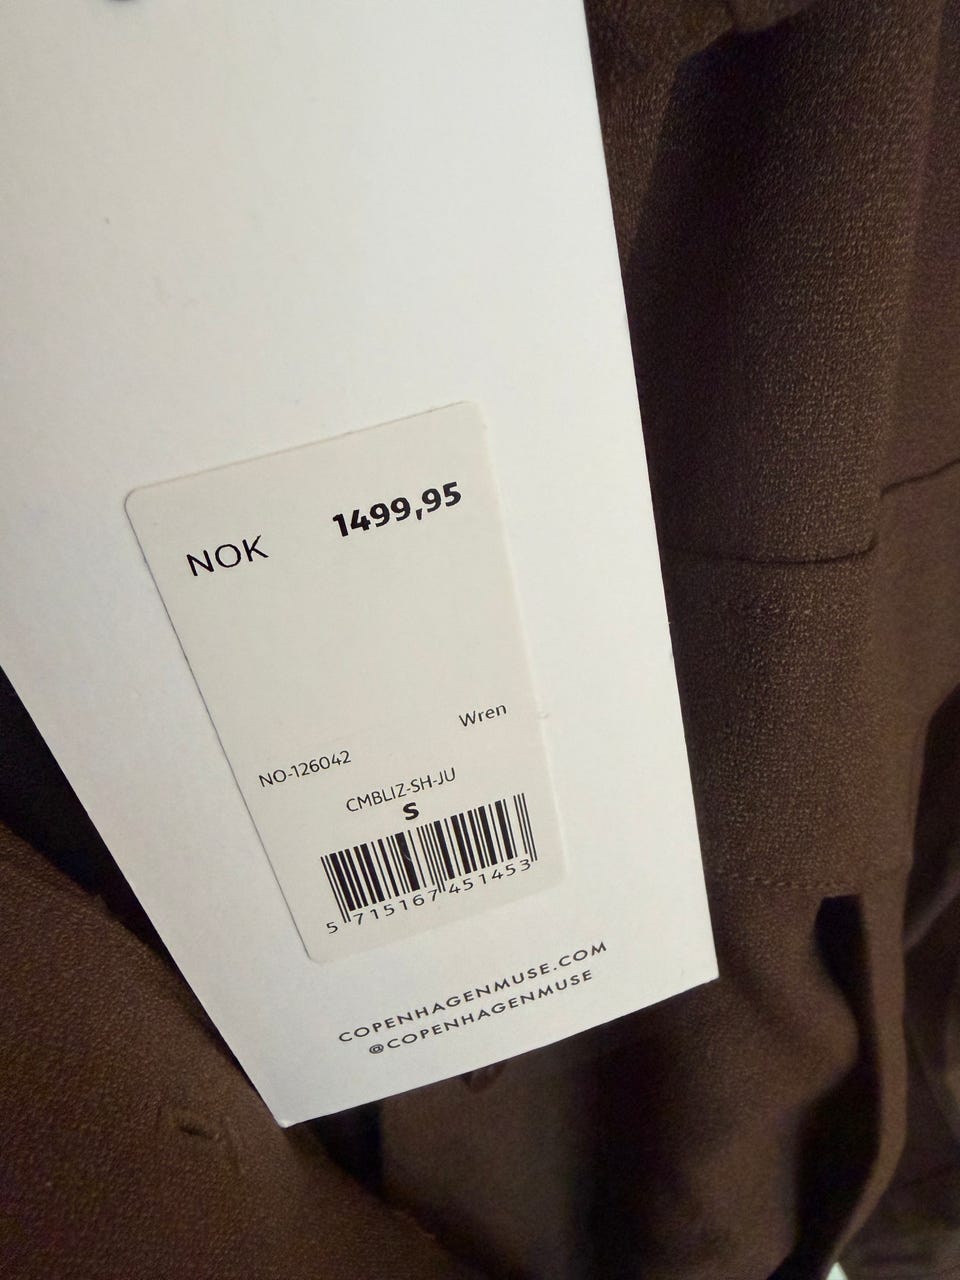 NOK 1499,95
Wren
NO-126042
CMBLIZ-SH-JU
S
5 715167 451453
COPENHAGENMUSE.COM
@COPENHAGENMUSE